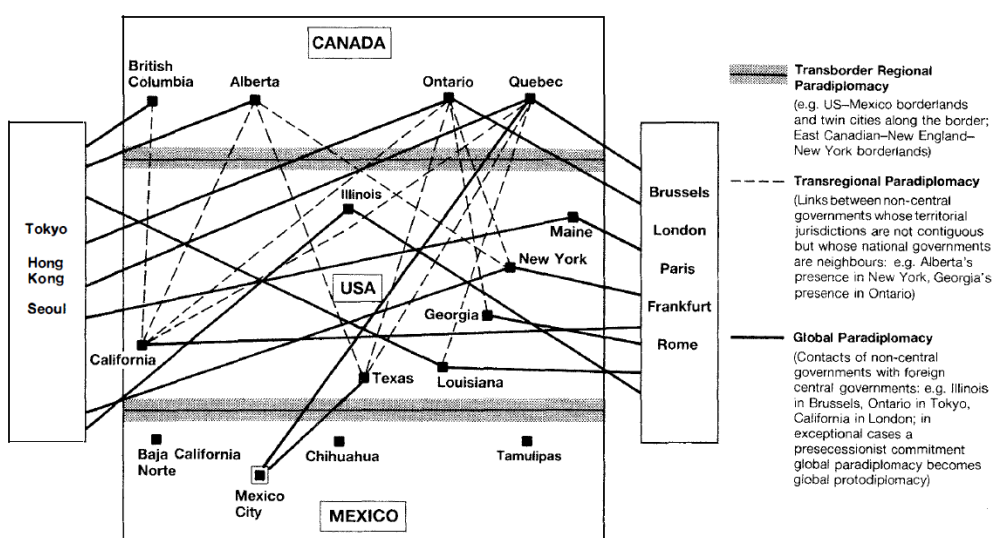 CANADA
British
Columbia
Alberta
Ontario
Quebec
Illinois
Maine
New York
USA
Georgia
California
Texas
Louisiana
Baja California
Norte
Chihuahua
Tamulipas
Mexico
City
MEXICO
Tokyo
Hong
Kong
Seoul
Brussels
London
Paris
Frankfurt
Rome
Transborder Regional
Paradiplomacy
(e.g. US–Mexico borderlands
and twin cities along the border;
East Canadian–New England–
New York borderlands)
Transregional Paradiplomacy
(Links between non-central
governments whose territorial
jurisdictions are not contiguous
but whose national governments
are neighbours: e.g. Alberta's
presence in New York, Georgia's
presence in Ontario)
Global Paradiplomacy
(Contacts of non-central
governments with foreign
central governments: e.g. Illinois
in Brussels, Ontario in Tokyo,
California in London; in
exceptional cases a
presecessionist commitment
global paradiplomacy becomes
global protodiplomacy)